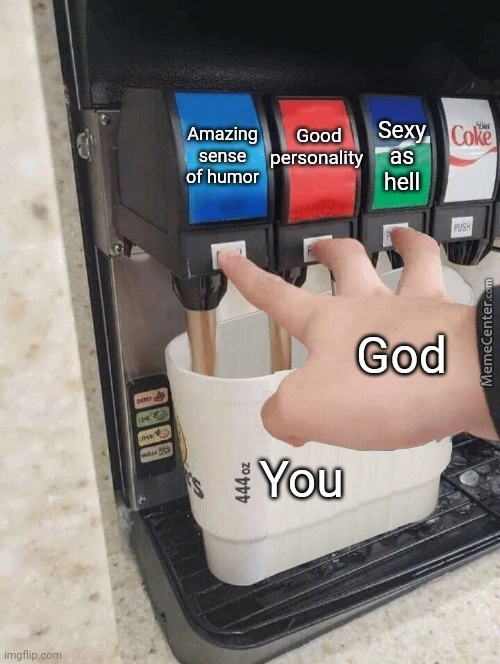 Amazing
sense
of humor
Good
personality
Sexy
as
hell
Diet
Coke
PUSH
God
You
444 oz
MemeCenter.com
imgflip.com